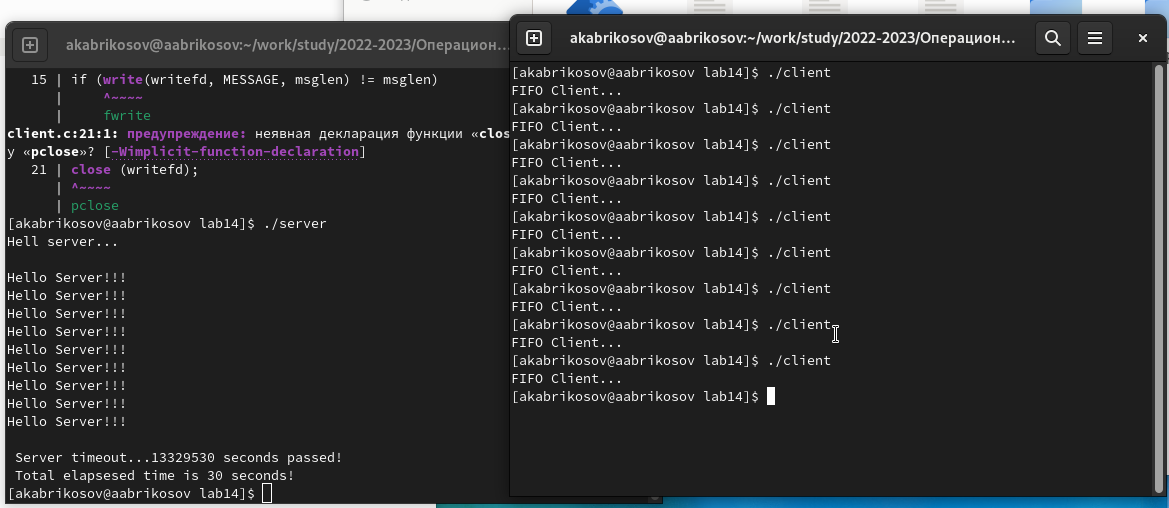 akabrikosov@aabrikosov:~/work/study/2022-2023/Операцион...
15 | if (write(writefd, MESSAGE, msglen) != msglen)
| ^~~~~
| fwrite
client.c:21:1: предупреждение: неявная декларация функции «clos
у «pclose»? [-Wimplicit-function-declaration]
21 | close (writefd);
| ^~~~~
| pclose
[akabrikosov@aabrikosov lab14]$ ./server
Hell server...
Hello Server!!!
Hello Server!!!
Hello Server!!!
Hello Server!!!
Hello Server!!!
Hello Server!!!
Hello Server!!!
Hello Server!!!
Hello Server!!!
Server timeout...13329530 seconds passed!
Total elapsesed time is 30 seconds!
[akabrikosov@aabrikosov lab14]$
akabrikosov@aabrikosov:~/work/study/2022-2023/Операцион...
[akabrikosov@aabrikosov lab14]$ ./client
FIFO Client...
[akabrikosov@aabrikosov lab14]$ ./client
FIFO Client...
[akabrikosov@aabrikosov lab14]$ ./client
FIFO Client...
[akabrikosov@aabrikosov lab14]$ ./client
FIFO Client...
[akabrikosov@aabrikosov lab14]$ ./client
FIFO Client...
[akabrikosov@aabrikosov lab14]$ ./client
FIFO Client...
[akabrikosov@aabrikosov lab14]$ ./client
FIFO Client...
[akabrikosov@aabrikosov lab14]$ ./client
FIFO Client...
[akabrikosov@aabrikosov lab14]$ ./client
FIFO Client...
[akabrikosov@aabrikosov lab14]$